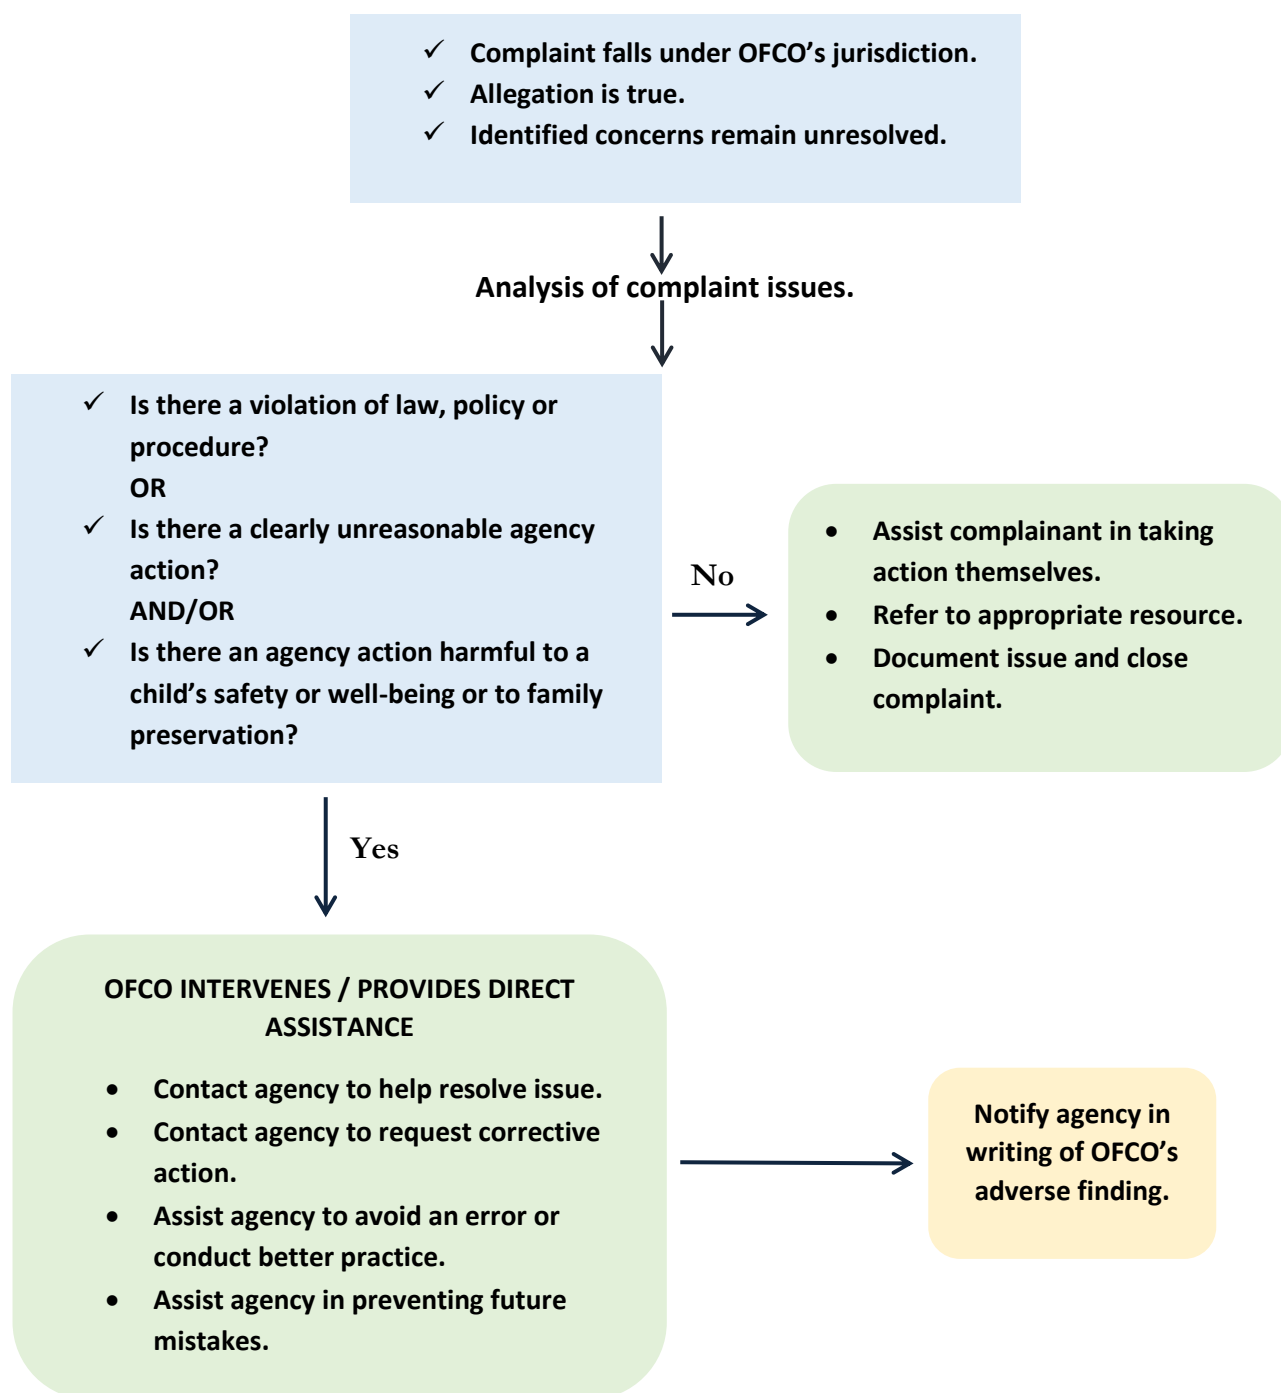 ✓ Complaint falls under OFCO’s jurisdiction.
✓ Allegation is true.
✓ Identified concerns remain unresolved.
Analysis of complaint issues.
✓ Is there a violation of law, policy or
procedure?
OR
✓ Is there a clearly unreasonable agency
action?
AND/OR
✓ Is there an agency action harmful to a
child’s safety or well-being or to family
preservation?
No
• Assist complainant in taking
action themselves.
• Refer to appropriate resource.
• Document issue and close
complaint.
Yes
OFCO INTERVENES / PROVIDES DIRECT
ASSISTANCE
• Contact agency to help resolve issue.
• Contact agency to request corrective
action.
• Assist agency to avoid an error or
conduct better practice.
• Assist agency in preventing future
mistakes.
Notify agency in
writing of OFCO’s
adverse finding.